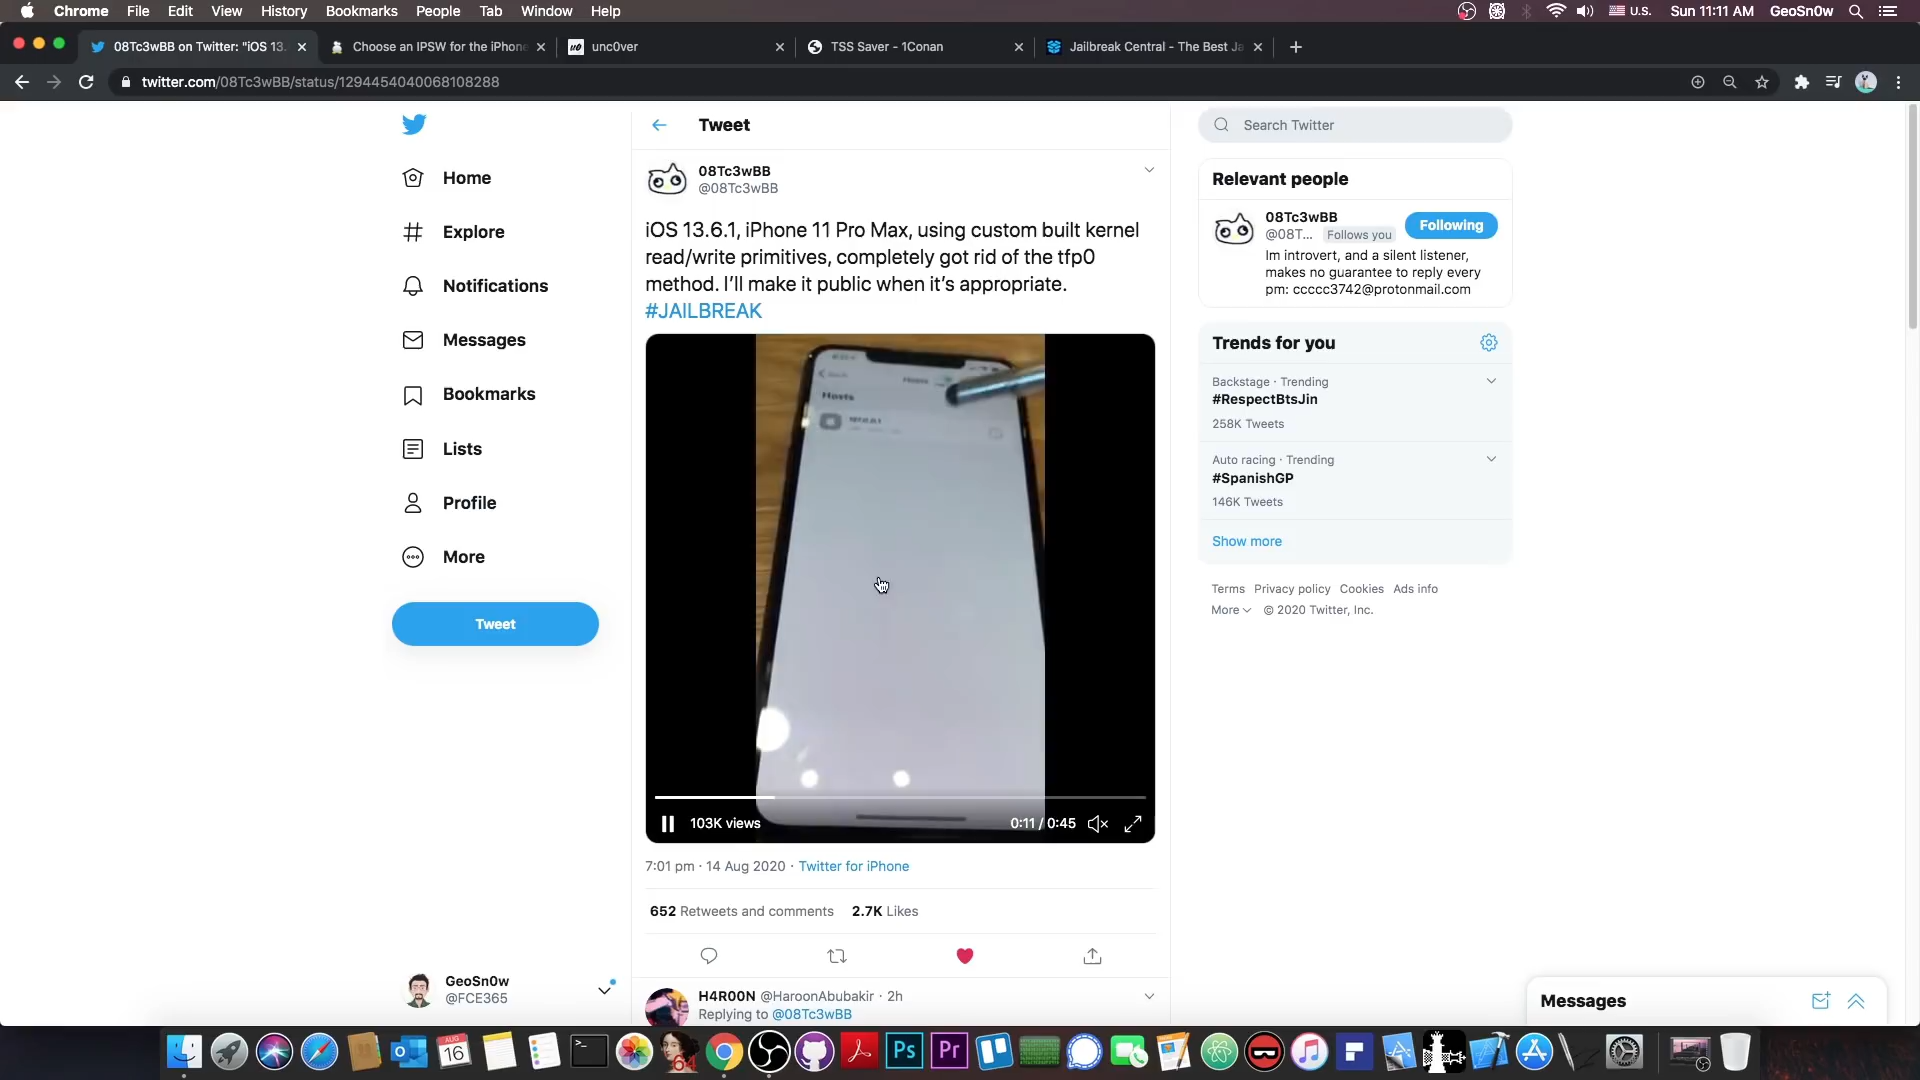 Chrome File Edit View History Bookmarks People Tab Window Help
U.S. Sun 11:11 AM GeoSn0w
08Tc3wBB on Twitter: "iOS 13.
Choose an IPSW for the iPhone
unc0ver
TSS Saver - 1Conan
Jailbreak Central - The Best Ja
twitter.com/08Tc3wBB/status/1294454040068108288
Home
Explore
Notifications
Messages
Bookmarks
Lists
Profile
More
Tweet
GeoSn0w
@FCE365
Tweet
08Tc3wBB
@08Tc3wBB
iOS 13.6.1, iPhone 11 Pro Max, using custom built kernel
read/write primitives, completely got rid of the tfp0
method. I'll make it public when it's appropriate.
#JAILBREAK
Hosts
103K views
0:11 / 0:45
7:01 pm · 14 Aug 2020 · Twitter for iPhone
652 Retweets and comments 2.7K Likes
H4R00N @HaroonAbubakir · 2h
Replying to @08Tc3wBB
Search Twitter
Relevant people
08Tc3wBB
@08T... Follows you
Following
Im introvert, and a silent listener,
makes no guarantee to reply every
pm: ccccc3742@protonmail.com
Trends for you
Backstage · Trending
#RespectBtsJin
258K Tweets
Auto racing · Trending
#SpanishGP
146K Tweets
Show more
Terms Privacy policy Cookies Ads info
More © 2020 Twitter, Inc.
Messages
AUG
16
64
Ps
Pr